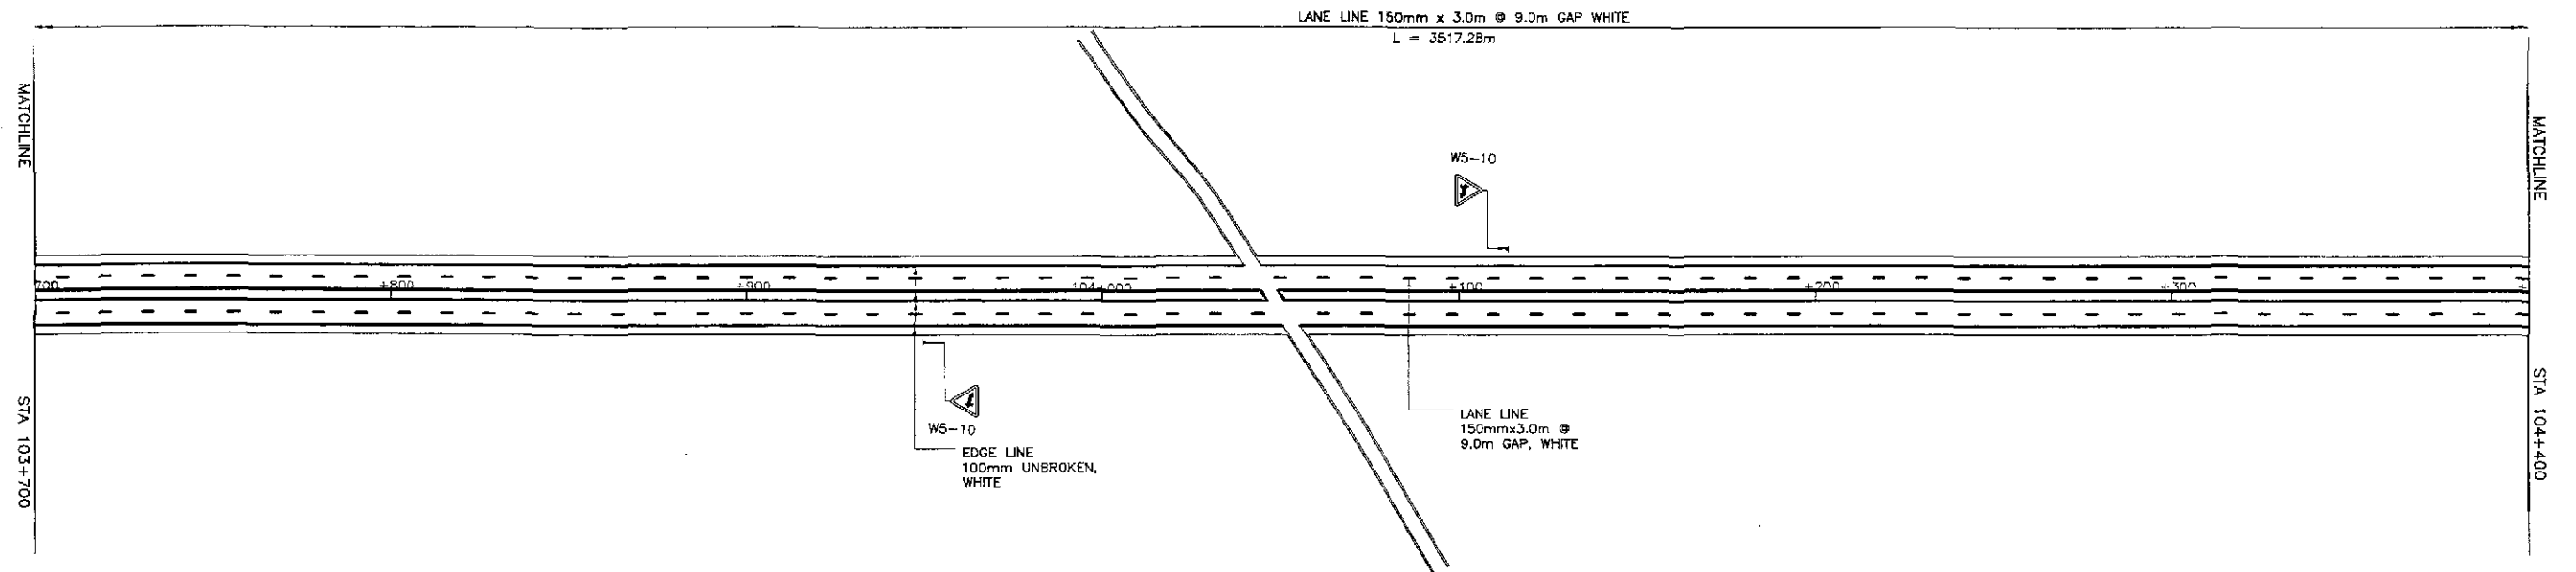 LANE LINE 150mm x 3.0m @ 9.0m GAP WHITE
L = 3517.28m
MATCHLINE
MATCHLINE
W5-10
700
+800
+900
104+000
+100
+200
+300
+
W5-10
EDGE LINE
100mm UNBROKEN,
WHITE
LANE LINE
150mmx3.0m @
9.0m GAP, WHITE
STA 103+700
STA 104+400